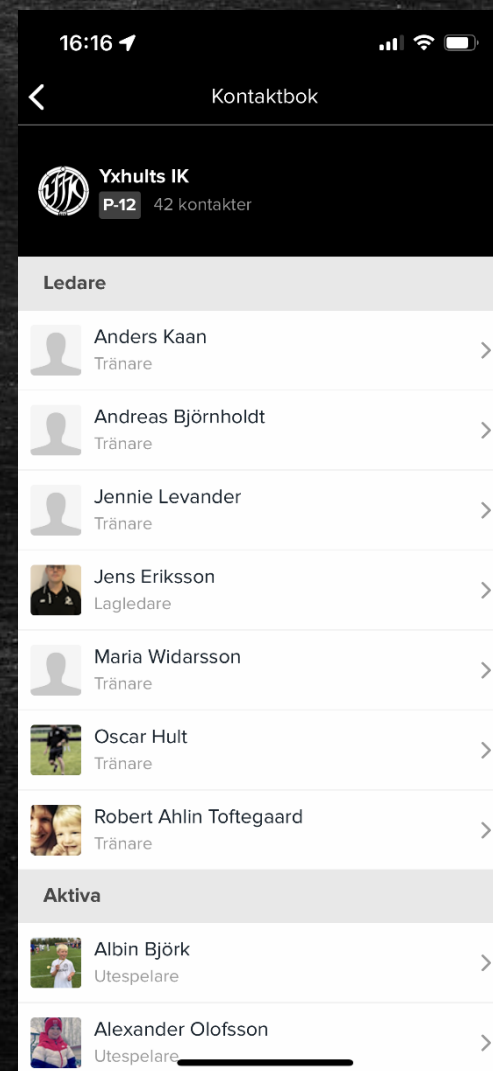 16:16
Kontaktbok
Yxhults IK
P-12 42 kontakter
Ledare
Anders Kaan
Tränare
Andreas Björnholdt
Tränare
Jennie Levander
Tränare
Jens Eriksson
Lagledare
Maria Widarsson
Tränare
Oscar Hult
Tränare
Robert Ahlin Toftegaard
Tränare
Aktiva
Albin Björk
Utespelare
Alexander Olofsson
Utespelare